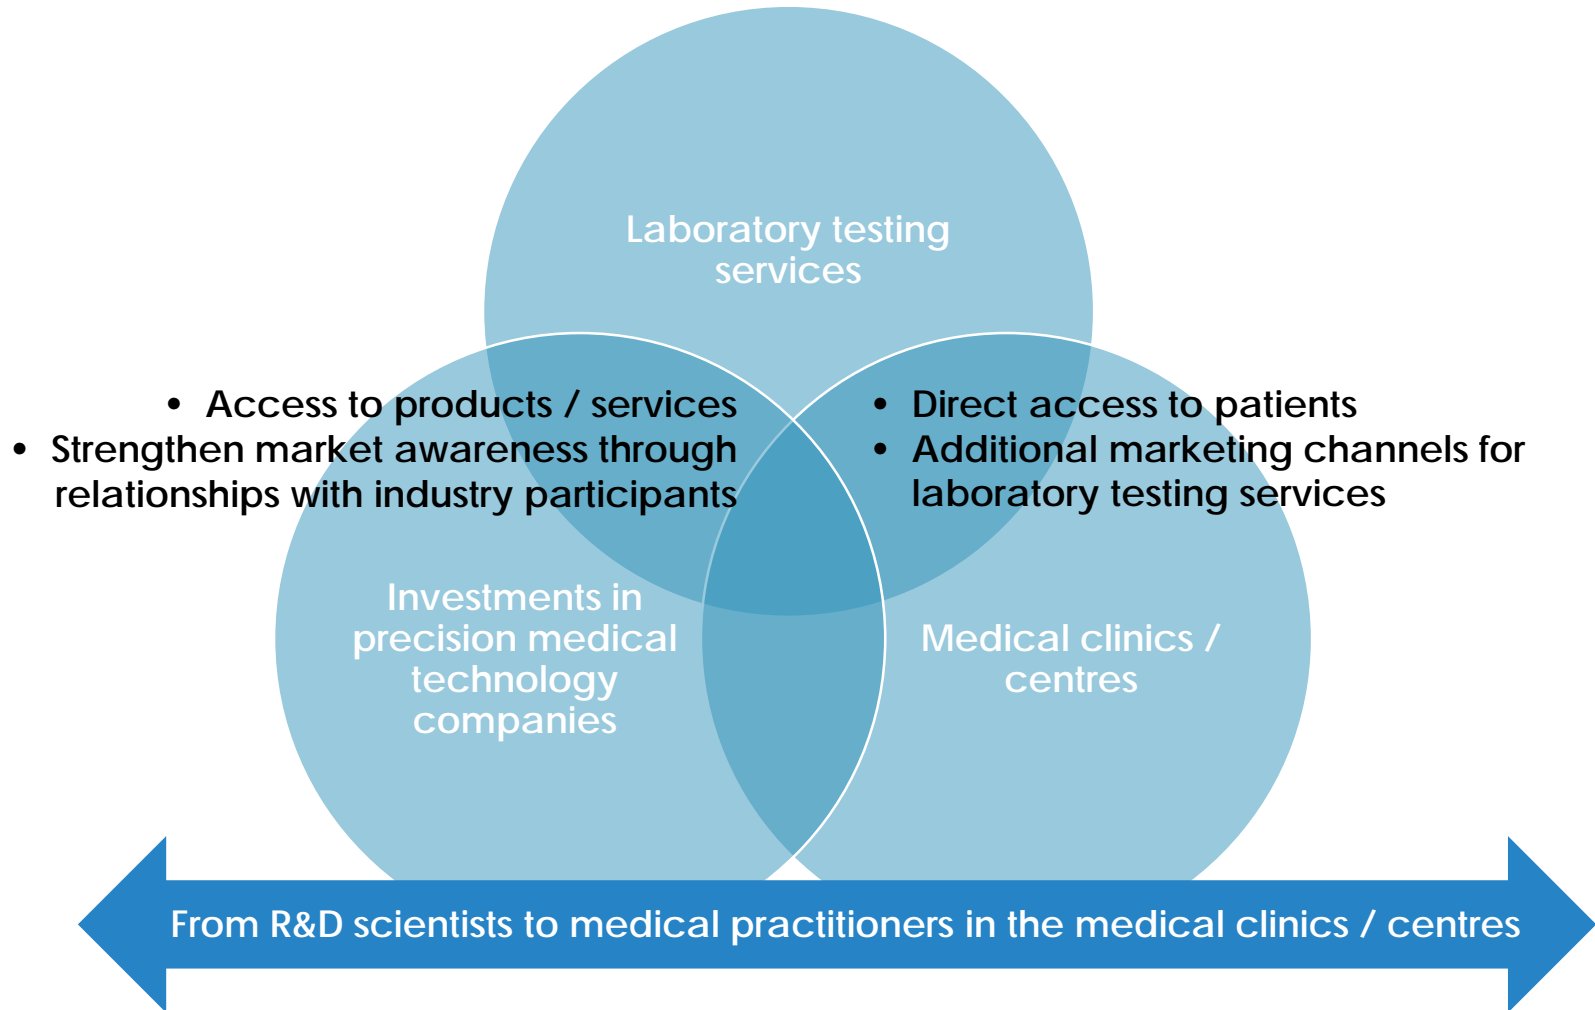 Laboratory testing
services
• Access to products / services
• Strengthen market awareness through
relationships with industry participants
• Direct access to patients
• Additional marketing channels for
laboratory testing services
Investments in
precision medical
technology
companies
Medical clinics /
centres
From R&D scientists to medical practitioners in the medical clinics / centres